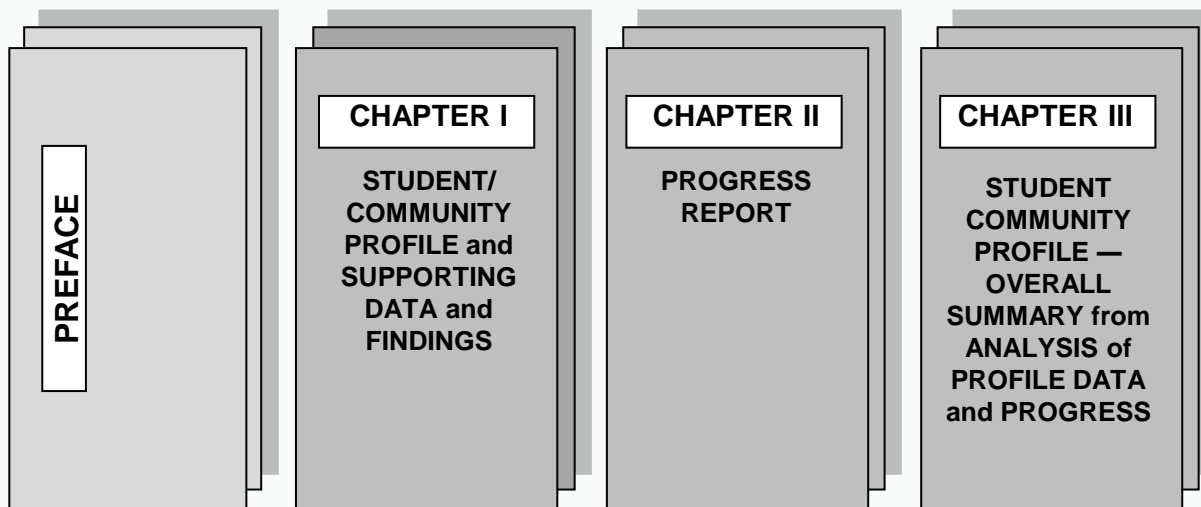 PREFACE
CHAPTER I
STUDENT/
COMMUNITY
PROFILE and
SUPPORTING
DATA and
FINDINGS
CHAPTER II
PROGRESS
REPORT
CHAPTER III
STUDENT
COMMUNITY
PROFILE —
OVERALL
SUMMARY from
ANALYSIS of
PROFILE DATA
and PROGRESS